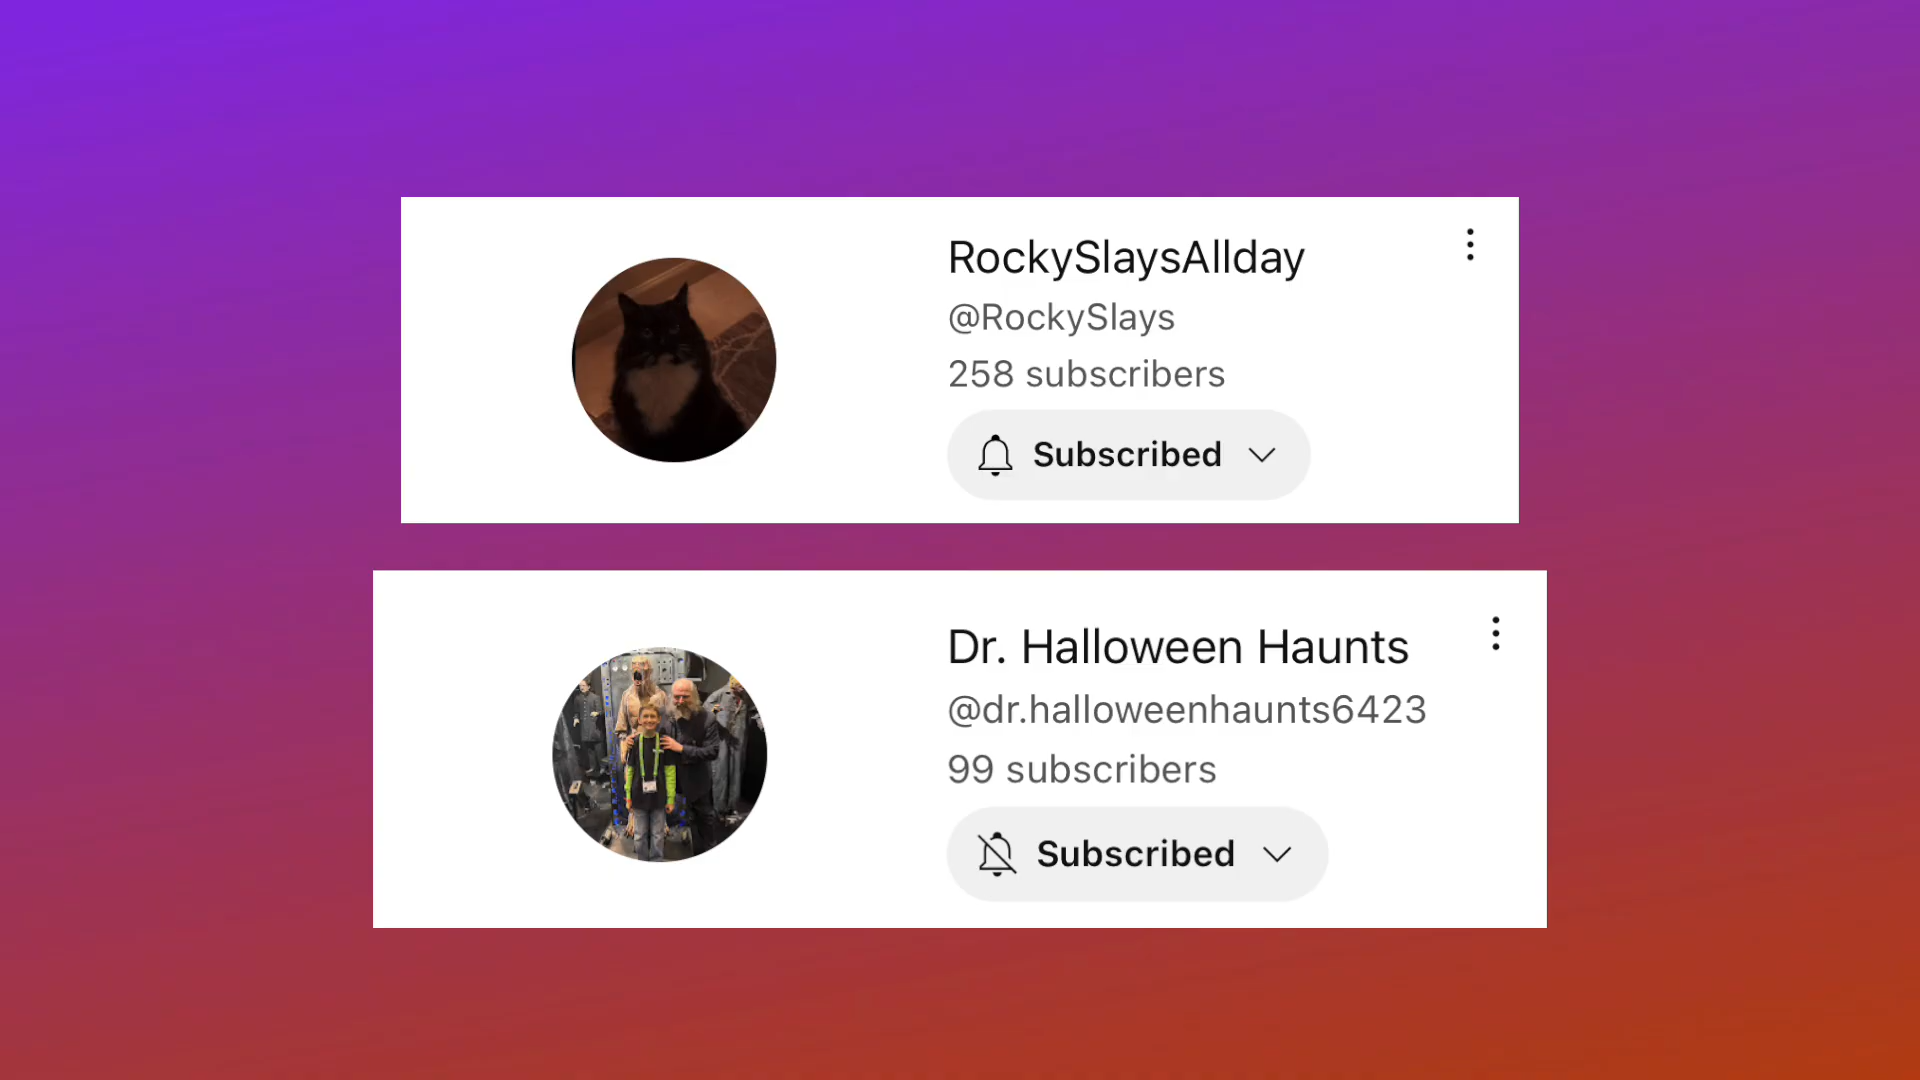 RockySlaysAllday
@RockySlays
258 subscribers
Subscribed
Dr. Halloween Haunts
@dr.halloweenhaunts6423
99 subscribers
Subscribed